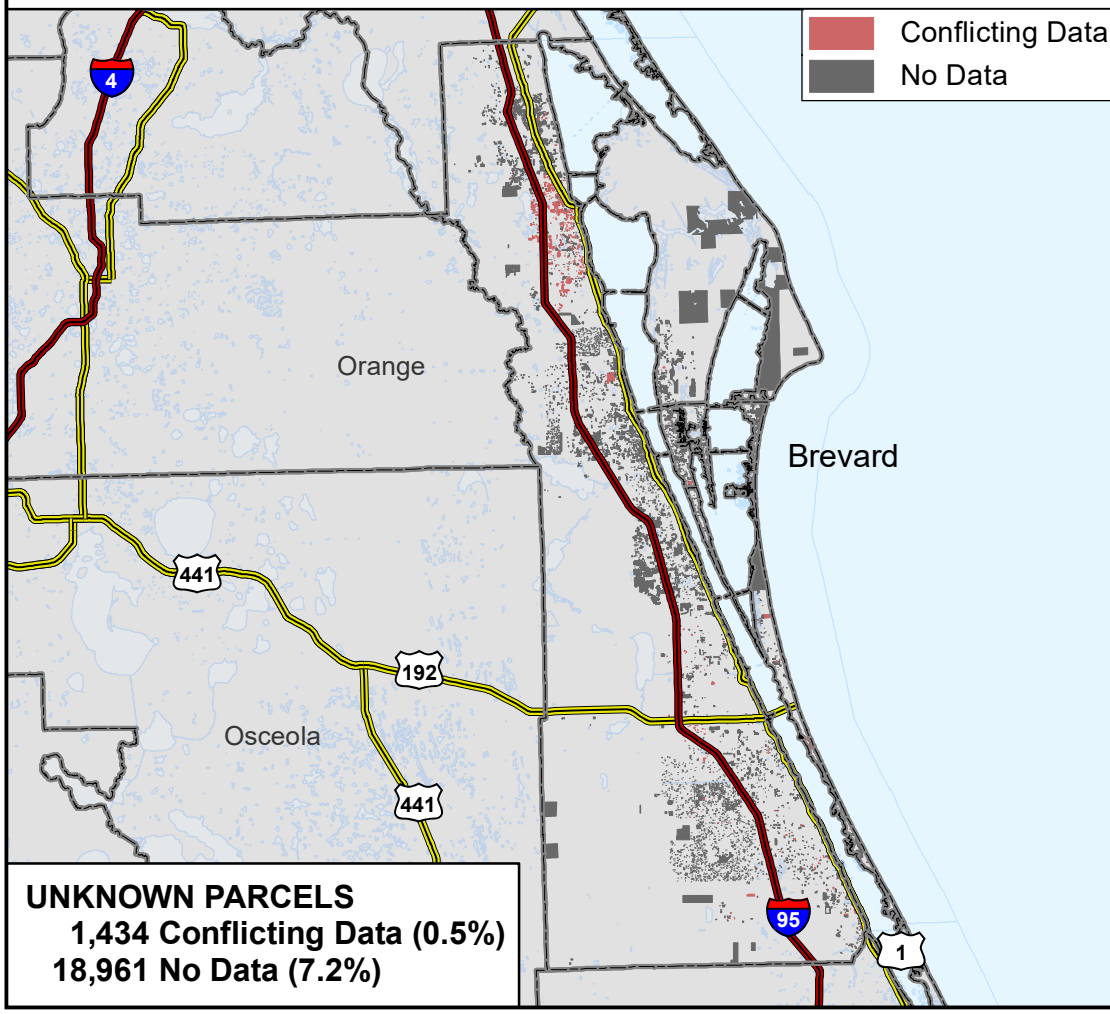 Conflicting Data
No Data
4
Orange
Brevard
441
192
Osceola
441
UNKNOWN PARCELS
1,434 Conflicting Data (0.5%)
18,961 No Data (7.2%)
95
1